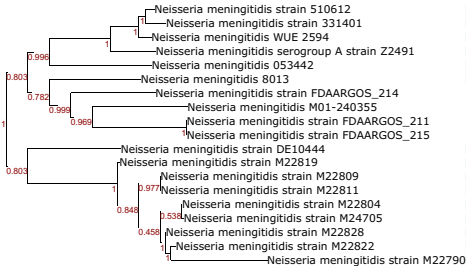 Neisseria meningitidis strain 510612
1
Neisseria meningitidis strain 331401
1
Neisseria meningitidis WUE 2594
1
Neisseria meningitidis serogroup A strain Z2491
0.996
Neisseria meningitidis 053442
0.803
Neisseria meningitidis 8013
0.782
Neisseria meningitidis strain FDAARGOS_214
0.999
Neisseria meningitidis M01-240355
0.969
Neisseria meningitidis strain FDAARGOS_211
1
Neisseria meningitidis strain FDAARGOS_215
1
Neisseria meningitidis strain DE10444
0.803
Neisseria meningitidis strain M22819
1
Neisseria meningitidis strain M22809
0.977
Neisseria meningitidis strain M22811
0.848
Neisseria meningitidis strain M22804
0.538
Neisseria meningitidis strain M24705
0.458
Neisseria meningitidis strain M22828
1
Neisseria meningitidis strain M22822
1
Neisseria meningitidis strain M22790